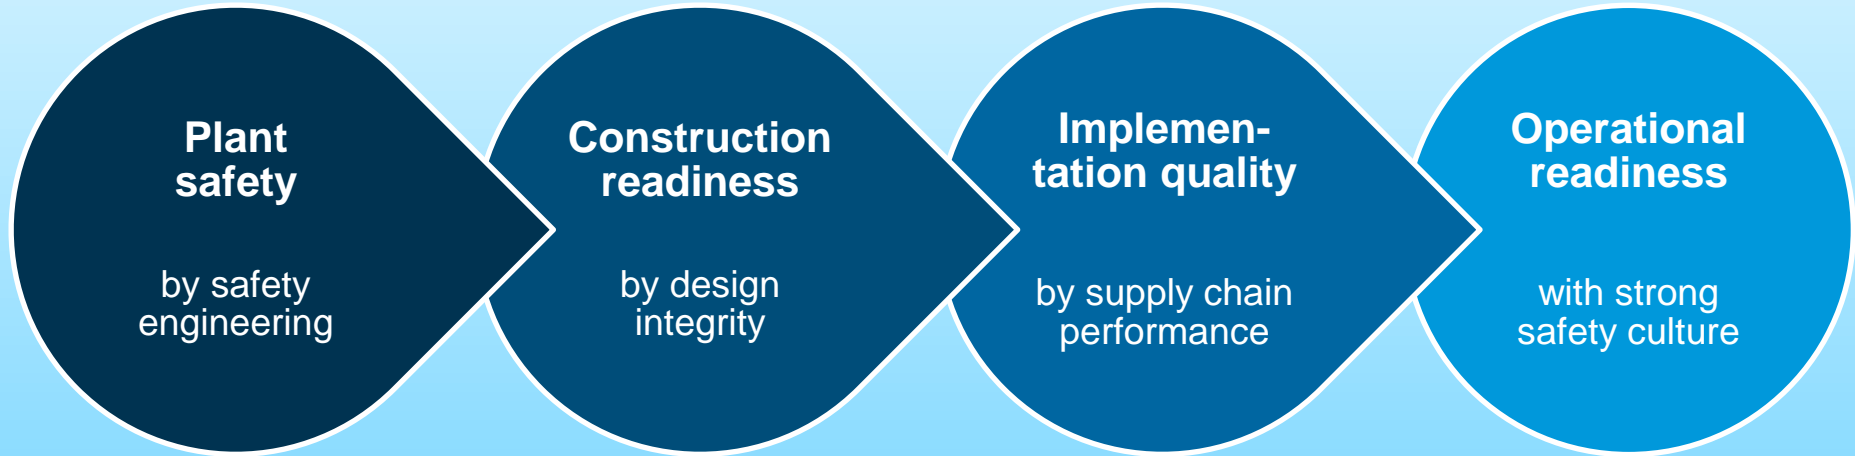 Plant
safety
by safety
engineering
Construction
readiness
by design
integrity
Implemen-
tation quality
by supply chain
performance
Operational
readiness
with strong
safety culture